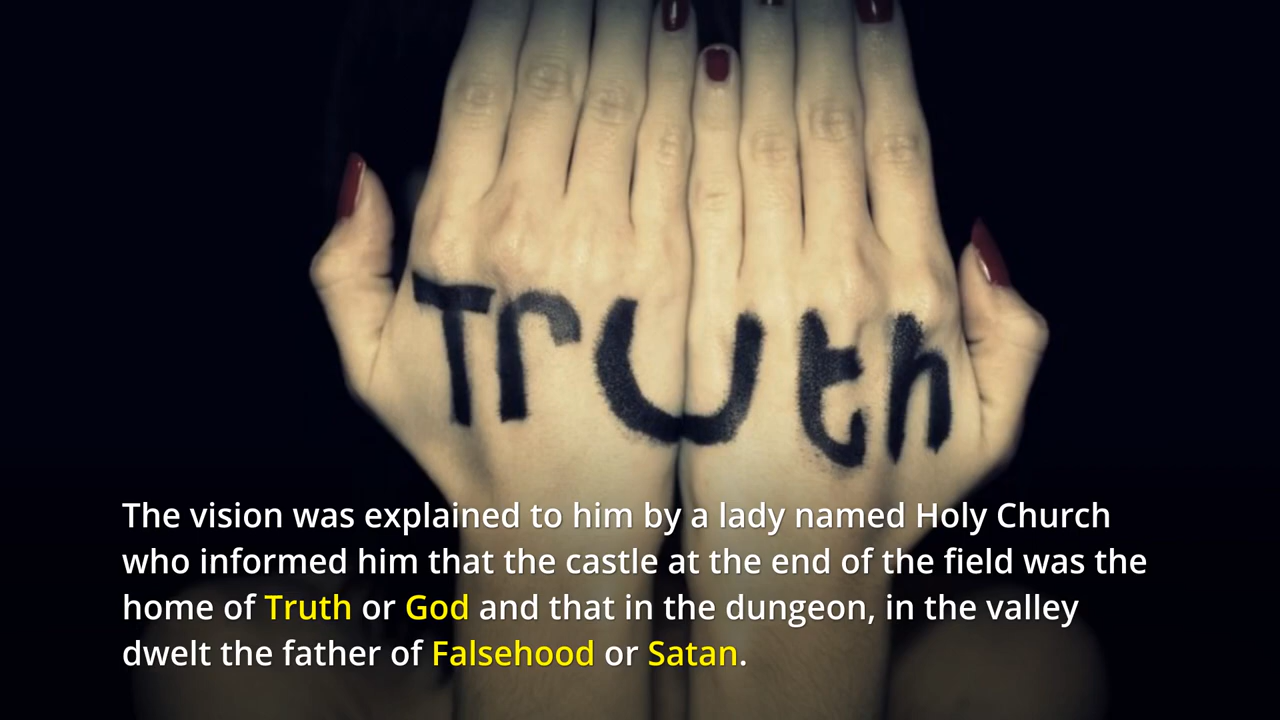 Truth
The vision was explained to him by a lady named Holy Church
who informed him that the castle at the end of the field was the
home of Truth or God and that in the dungeon, in the valley
dwelt the father of Falsehood or Satan.